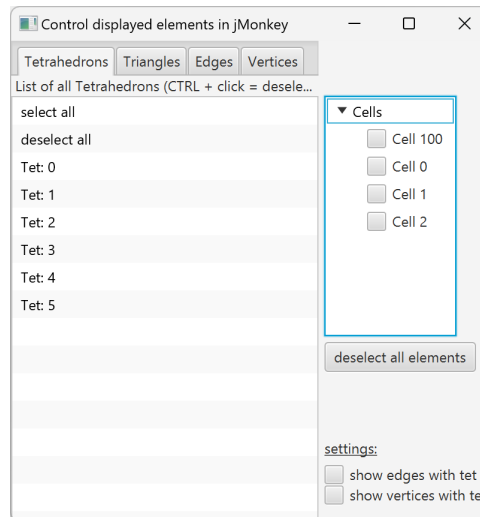 Control displayed elements in jMonkey
Tetrahedrons Triangles Edges Vertices
List of all Tetrahedrons (CTRL + click = desele...
select all
deselect all
Tet: 0
Tet: 1
Tet: 2
Tet: 3
Tet: 4
Tet: 5
Cells
Cell 100
Cell 0
Cell 1
Cell 2
deselect all elements
settings:
show edges with tet
show vertices with te